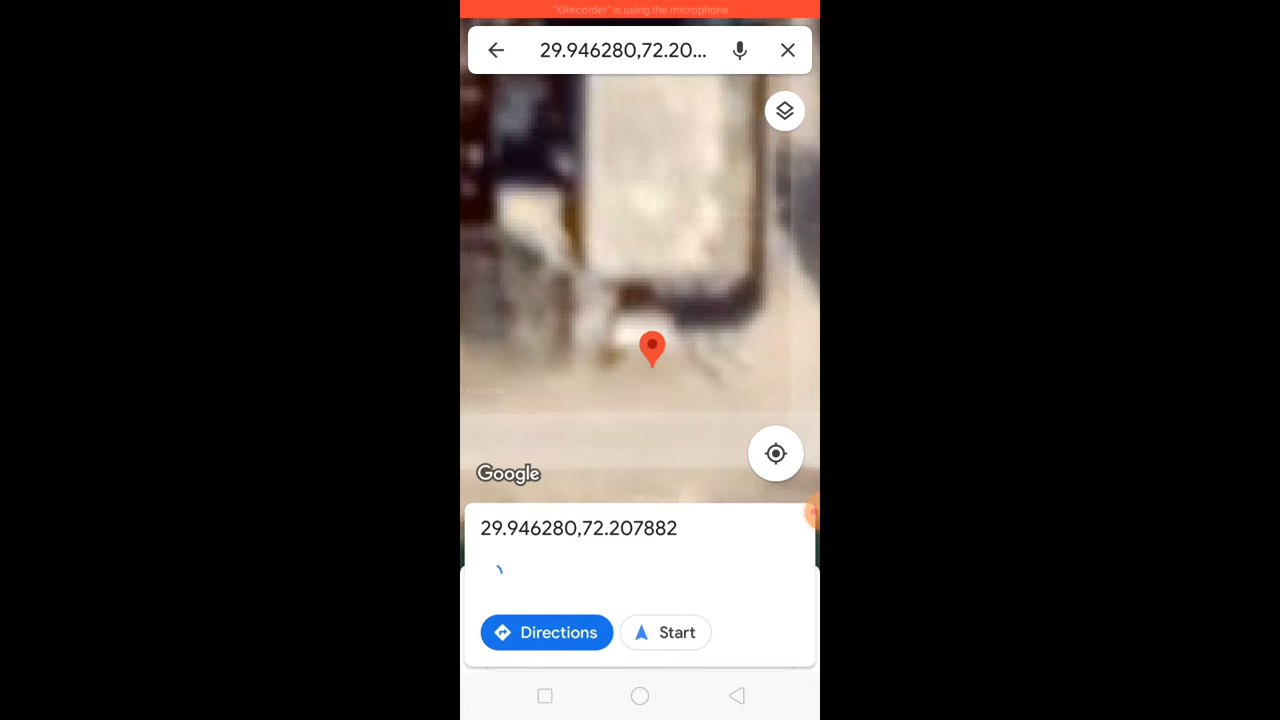 "XRecorder" is using the microphone
29.946280,72.20...
Google
29.946280,72.207882
Directions
Start